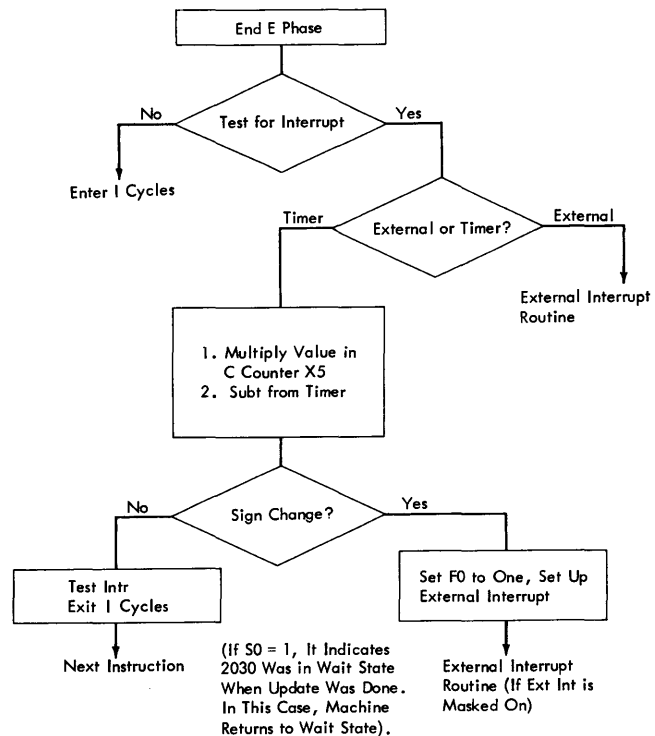 End E Phase
Test for Interrupt
No
Yes
Enter I Cycles
External or Timer?
Timer
External
External Interrupt
Routine
1. Multiply Value in
C Counter X5
2. Subt from Timer
Sign Change?
No
Yes
Test Intr
Exit I Cycles
Next Instruction
(If S0 = 1, It Indicates
2030 Was in Wait State
When Update Was Done.
In This Case, Machine
Returns to Wait State).
Set F0 to One, Set Up
External Interrupt
External Interrupt
Routine (If Ext Int is
Masked On)